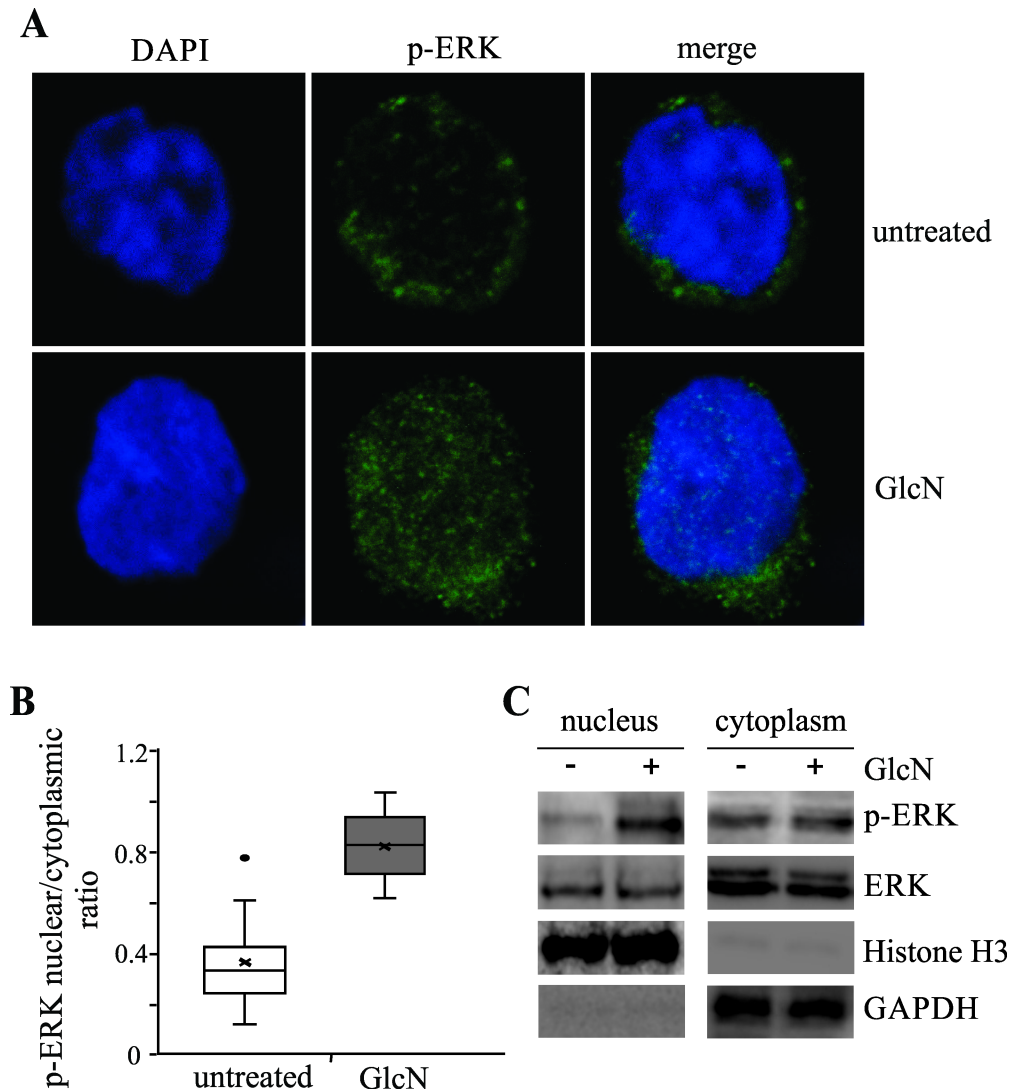 A
DAPI p-ERK merge
untreated
GlcN
B
p-ERK nuclear/cytoplasmic
ratio
1.2
0.8
0.4
0
untreated GlcN
C
nucleus cytoplasm
- + - + GlcN
p-ERK
ERK
Histone H3
GAPDH